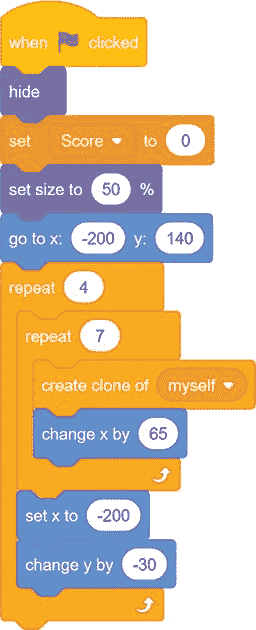 when clicked
hide
set Score to 0
set size to 50 %
go to x: -200 y: 140
repeat 4
repeat 7
create clone of myself
change x by 65
set x to -200
change y by -30